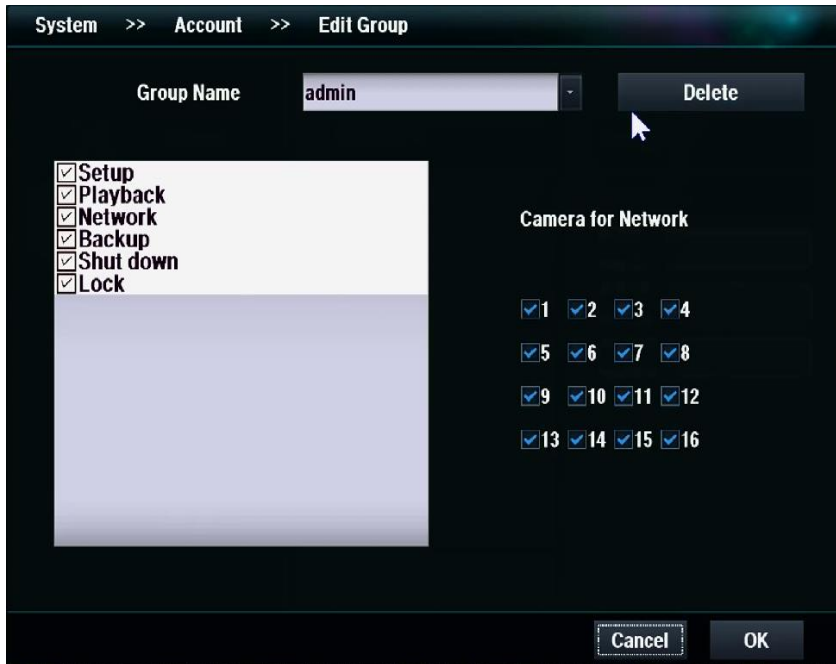 System >> Account >> Edit Group
Group Name admin Delete
Setup
Playback
Network
Backup
Shut down
Lock
Camera for Network
1 2 3 4
5 6 7 8
9 10 11 12
13 14 15 16
Cancel OK